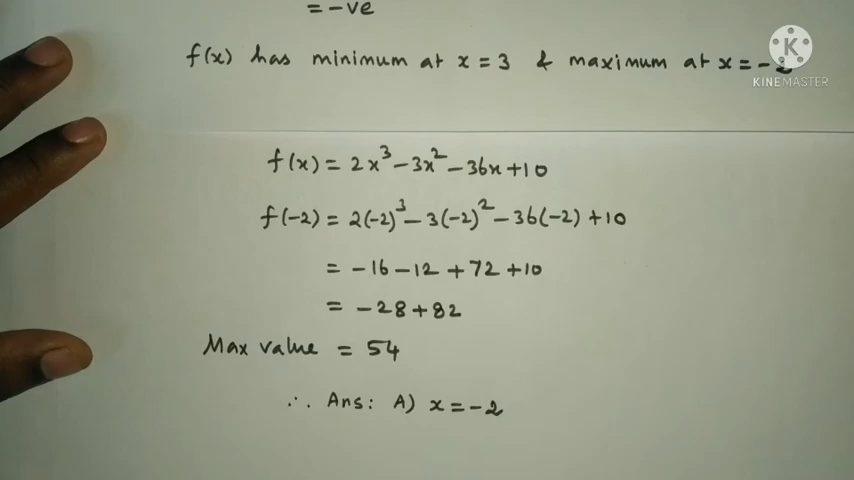 = -ve
f(x) has minimum at x = 3 & maximum at x = -2
K
KINEMASTER
f(x) = 2x³ - 3x² - 36x + 10
f(-2) = 2(-2)³ - 3(-2)² - 36(-2) + 10
= -16 - 12 + 72 + 10
= -28 + 82
Max value = 54
∴ Ans: A) x = -2